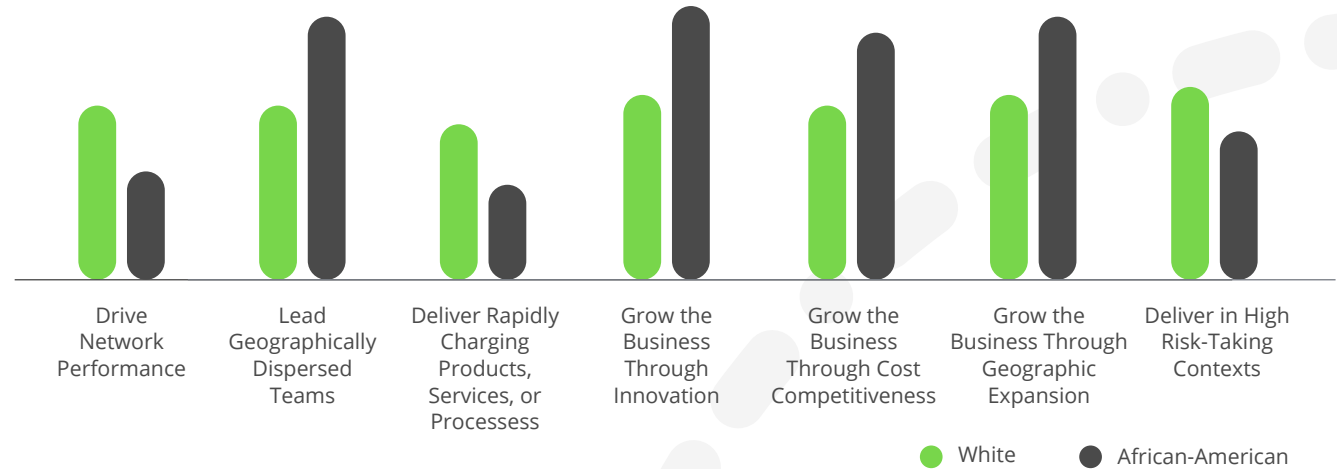 Drive
Network
Performance
Lead
Geographically
Dispersed
Teams
Deliver Rapidly
Charging
Products,
Services, or
Processess
Grow the
Business
Through
Innovation
Grow the
Business
Through Cost
Competitiveness
Grow the
Business Through
Geographic
Expansion
Deliver in High
Risk-Taking
Contexts
White
African-American